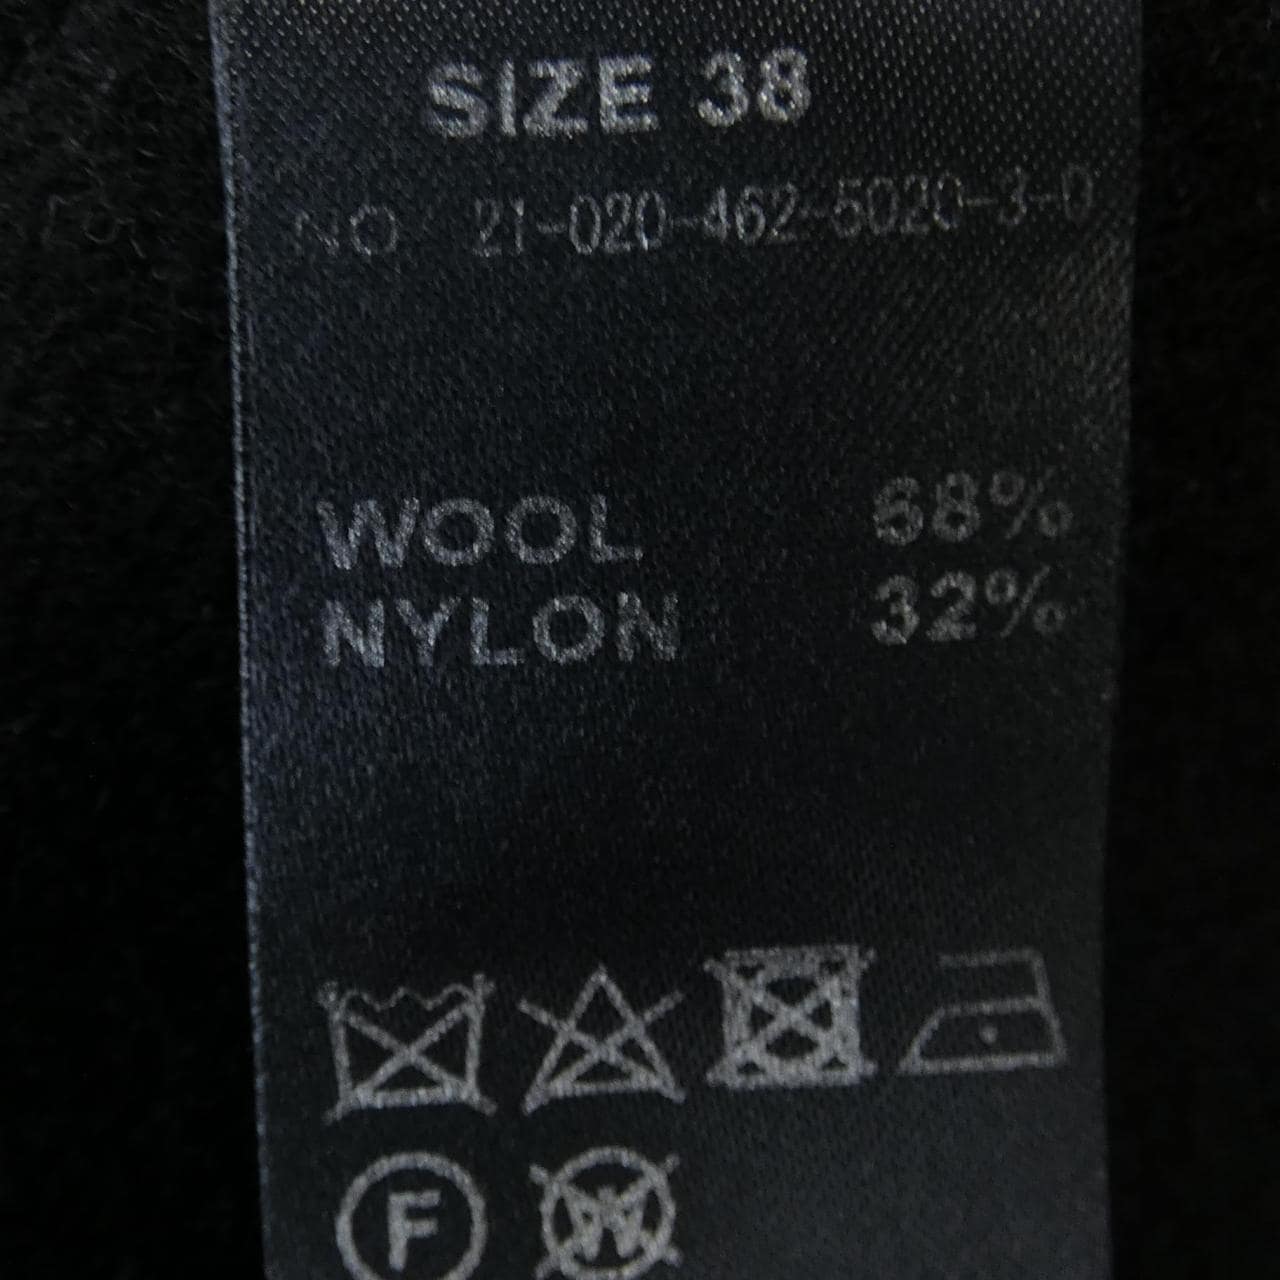 SIZE 38
NO 21-020-462-5020-3-0
WOOL 68%
NYLON 32%
F W